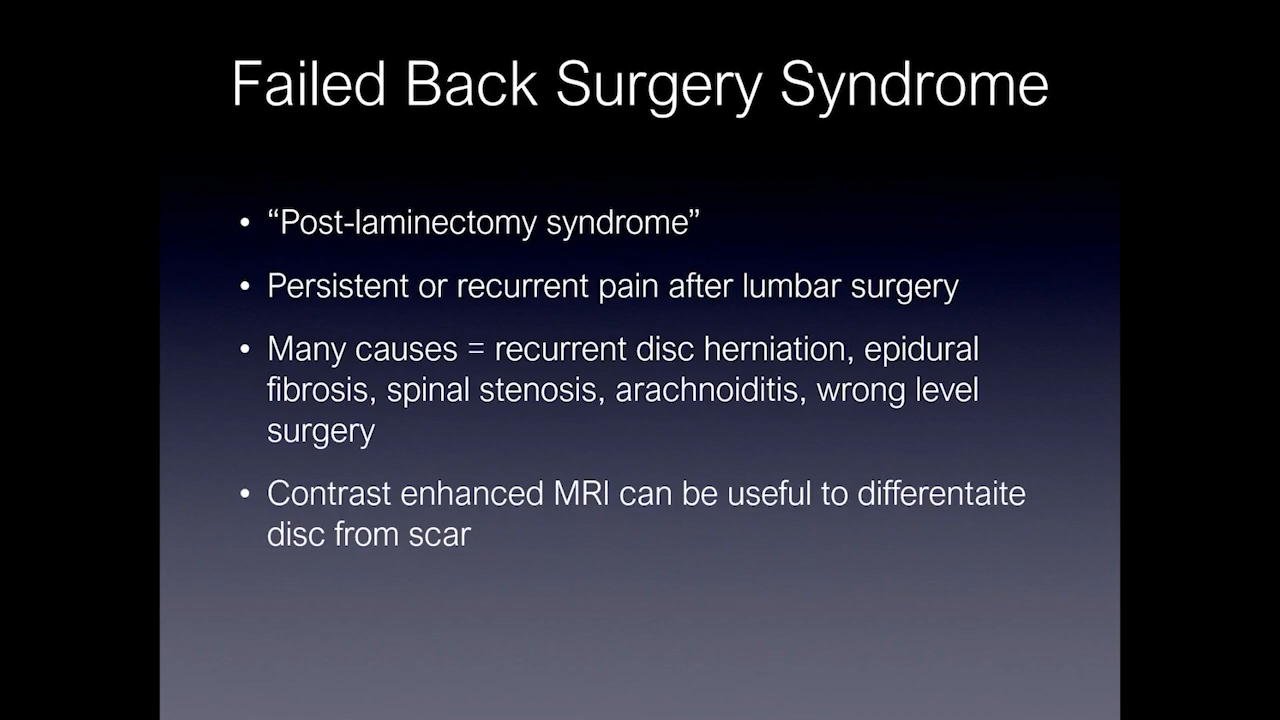 Failed Back Surgery Syndrome
• “Post-laminectomy syndrome”
• Persistent or recurrent pain after lumbar surgery
• Many causes = recurrent disc herniation, epidural
fibrosis, spinal stenosis, arachnoiditis, wrong level
surgery
• Contrast enhanced MRI can be useful to differentaite
disc from scar